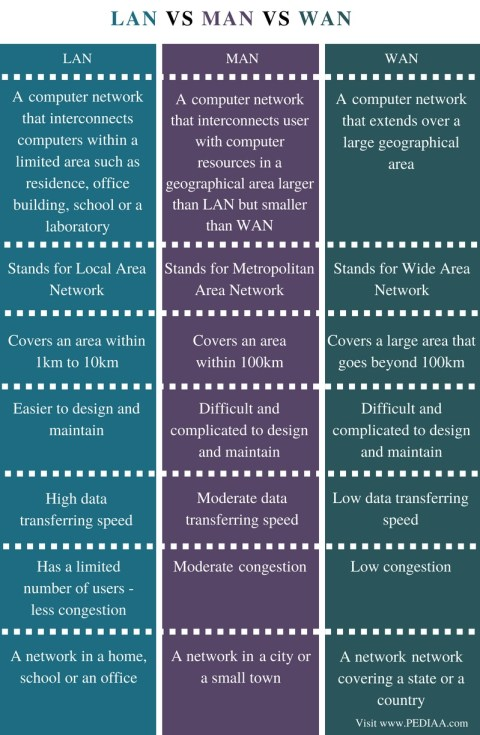 LAN VS MAN VS WAN
LAN
A computer network
that interconnects
computers within a
limited area such as
residence, office
building, school or a
laboratory
Stands for Local Area
Network
Covers an area within
1km to 10km
Easier to design and
maintain
High data
transferring speed
Has a limited
number of users -
less congestion
A network in a home,
school or an office
MAN
A computer network
that interconnects user
with computer
resources in a
geographical area larger
than LAN but smaller
than WAN
Stands for Metropolitan
Area Network
Covers an area
within 100km
Difficult and
complicated to design
and maintain
Moderate data
transferring speed
Moderate congestion
A network in a city or
a small town
WAN
A computer network
that extends over a
large geographical
area
Stands for Wide Area
Network
Covers a large area that
goes beyond 100km
Difficult and
complicated to design
and maintain
Low data transferring
speed
Low congestion
A network network
covering a state or a
country
Visit www.PEDIAA.com